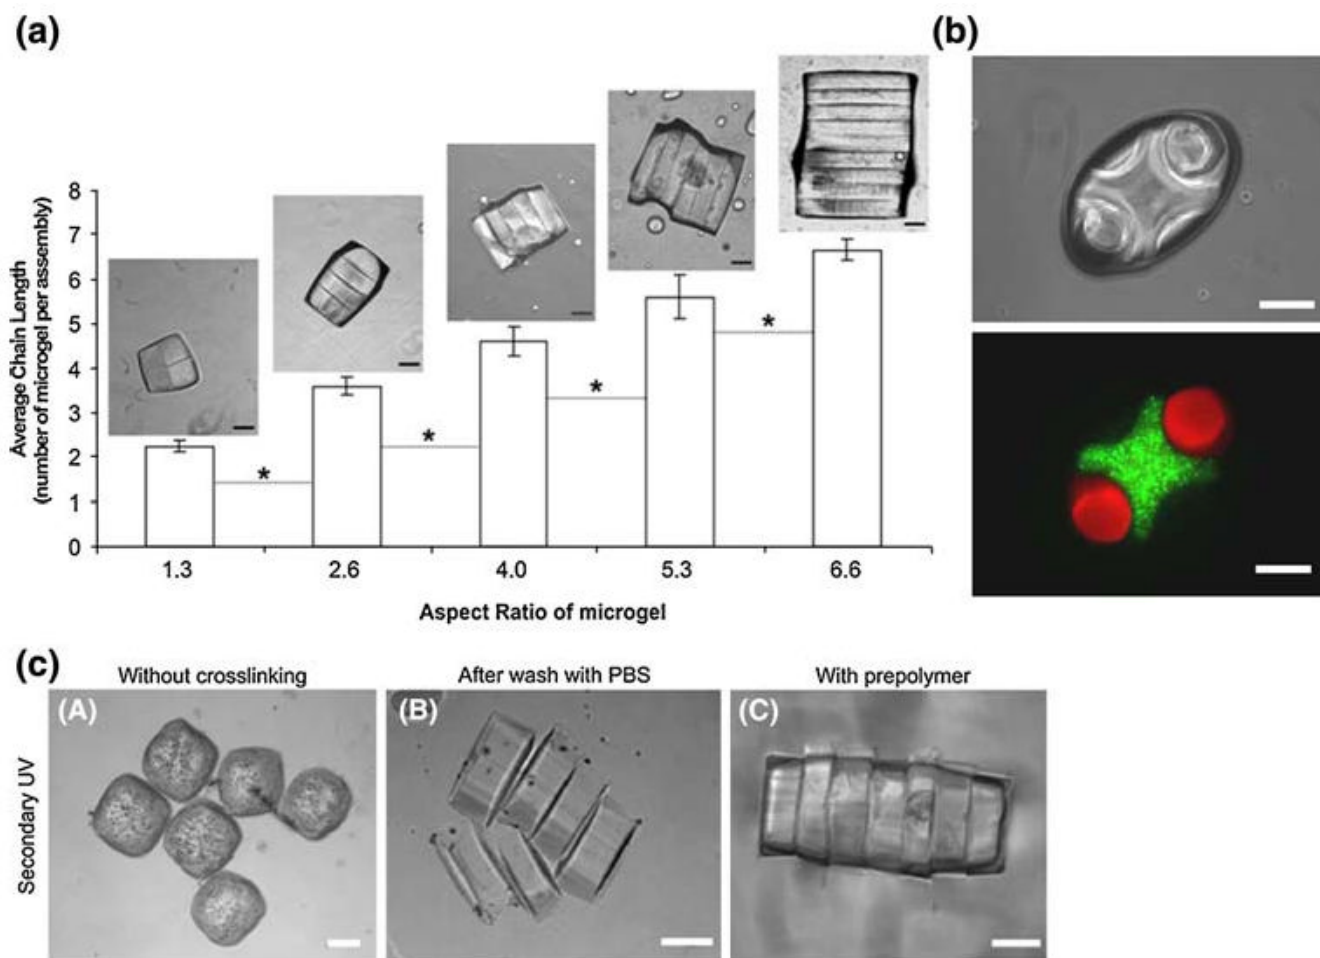 (a)
(b)
Average Chain Length
(number of microgel per assembly)
8
7
6
5
4
3
2
1
0
*
*
*
*
1.3 2.6 4.0 5.3 6.6
Aspect Ratio of microgel
(c)
Without crosslinking After wash with PBS With prepolymer
Secondary UV
(A) (B) (C)